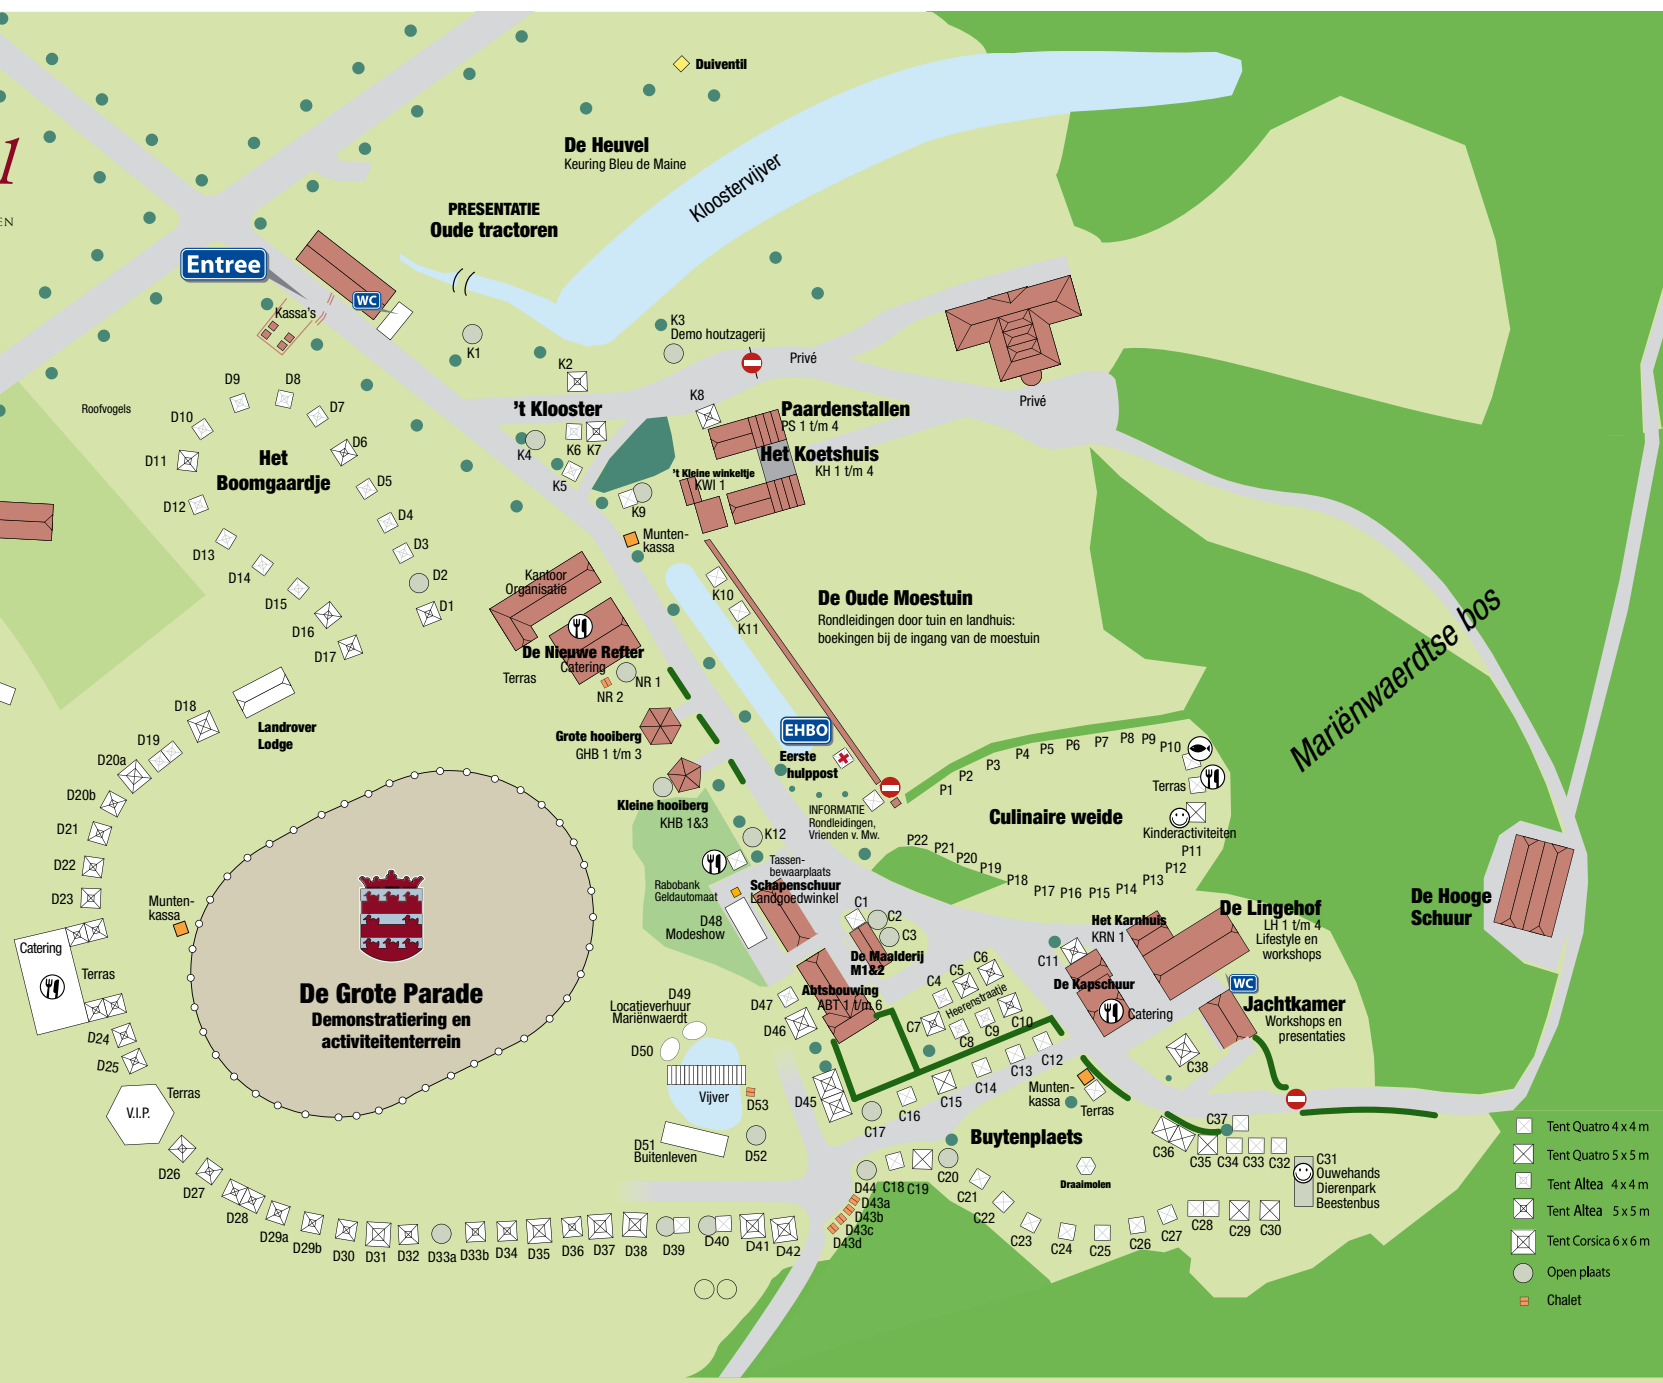 Duiventil
De Heuvel
Keuring Bleu de Maine
Kloostervijver
PRESENTATIE
Oude tractoren
l
EN
Entree
WC
Kassa's
K1
K2
K3
Demo houtzagerij
Privé
Privé
Roofvogels
D10
D9
D8
D7
D6
D5
D4
D3
D2
D1
D11
D12
D13
D14
D15
D16
D17
Het
Boomgaardje
't Klooster
K4
K5
K6
K7
K8
K9
Paardenstallen
PS 1 t/m 4
Het Koetshuis
KH 1 t/m 4
't Kleine winkeltje
KWI 1
Munten-
kassa
K10
K11
Kantoor
Organisatie
De Nieuwe Refter
Catering
Terras
NR 1
NR 2
De Oude Moestuin
Rondleidingen door tuin en landhuis:
boekingen bij de ingang van de moestuin
Mariënwaerdtse bos
Landrover
Lodge
D18
D19
D20a
D20b
D21
D22
D23
Grote hooiberg
GHB 1 t/m 3
Kleine hooiberg
KHB 1&3
EHBO
Eerste
hulppost
INFORMATIE
Rondleidingen,
Vrienden v. Mw.
P1
P2
P3
P4
P5
P6
P7
P8
P9
P10
Terras
Kinderactiviteiten
P11
P12
P13
P14
P15
P16
P17
P18
P19
P20
P21
P22
Culinaire weide
K12
Tassen-
bewaarplaats
Rabobank
Geldautomaat
Schapenschuur
Landgoedwinkel
D48
Modeshow
C1
C2
C3
De Maalderij
M1&2
Abtsbouwing
ABT 1 t/m 6
Het Karnhuis
KRN 1
De Lingehof
LH 1 t/m 4
Lifestyle en
workshops
De Hooge
Schuur
Munten-
kassa
Catering
Terras
D24
D25
De Grote Parade
Demonstratiering en
activiteitenterrein
D49
Locatieverhuur
Mariënwaerdt
D50
D47
D46
D45
Vijver
D53
D51
Buitenleven
D52
C4
C5
C6
Heerenstraatje
C7
C8
C9
C10
C11
De Kapschuur
Catering
WC
Jachtkamer
Workshops en
presentaties
C38
C12
C13
C14
C15
C16
C17
Munten-
kassa
Terras
Buytenplaets
Draaimolen
V.I.P.
Terras
D26
D27
D28
D29a
D29b
D30
D31
D32
D33a
D33b
D34
D35
D36
D37
D38
D39
D40
D41
D42
D44
D43a
D43b
D43c
D43d
C18
C19
C20
C21
C22
C23
C24
C25
C26
C27
C28
C29
C30
C31
Ouwehands
Dierenpark
Beestenbus
C32
C33
C34
C35
C36
C37
Tent Quatro 4 x 4 m
Tent Quatro 5 x 5 m
Tent Altea 4 x 4 m
Tent Altea 5 x 5 m
Tent Corsica 6 x 6 m
Open plaats
Chalet